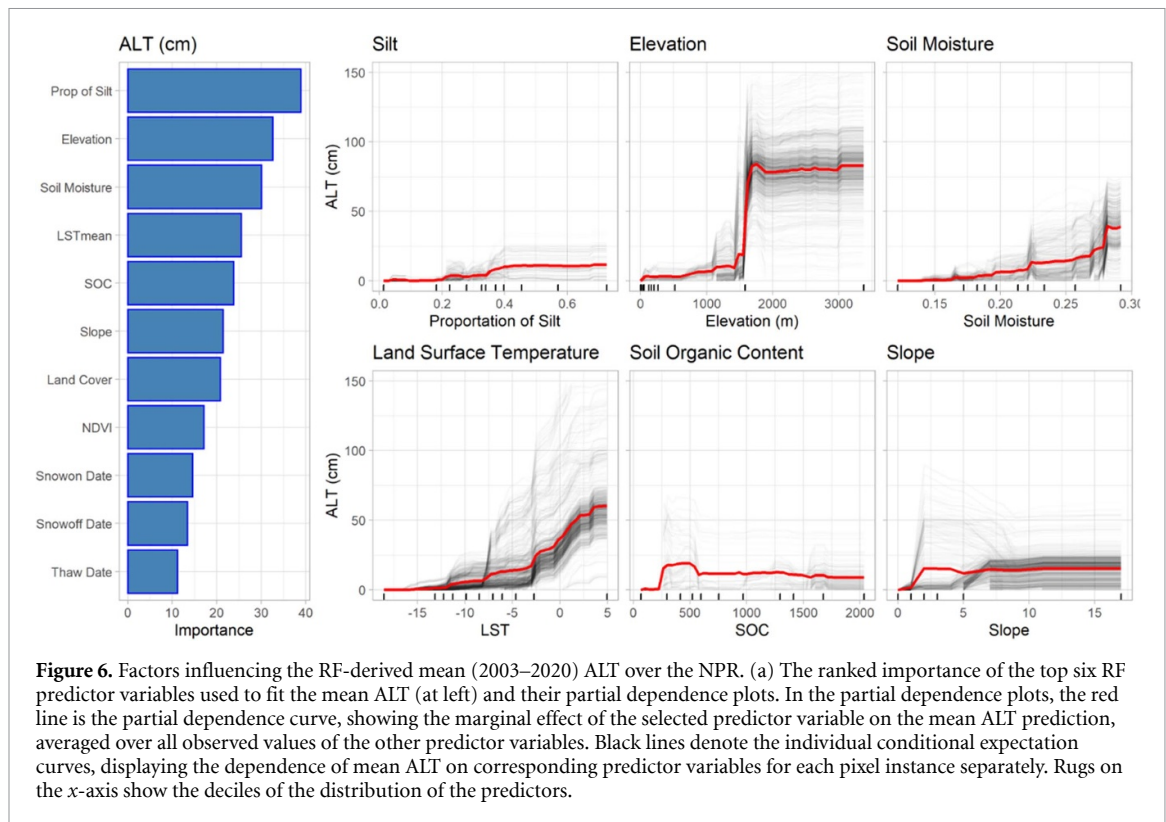 ALT (cm)
Prop of Silt
Elevation
Soil Moisture
LSTmean
SOC
Slope
Land Cover
NDVI
Snowon Date
Snowoff Date
Thaw Date
0 10 20 30 40
Importance
Silt
ALT (cm)
150
100
50
0
0.0 0.2 0.4 0.6
Proportation of Silt
Elevation
0 1000 2000 3000
Elevation (m)
Soil Moisture
0.15 0.20 0.25 0.30
Soil Moisture
Land Surface Temperature
ALT (cm)
150
100
50
0
-15 -10 -5 0 5
LST
Soil Organic Content
0 500 1000 1500 2000
SOC
Slope
0 5 10 15
Slope
Figure 6. Factors influencing the RF-derived mean (2003–2020) ALT over the NPR. (a) The ranked importance of the top six RF
predictor variables used to fit the mean ALT (at left) and their partial dependence plots. In the partial dependence plots, the red
line is the partial dependence curve, showing the marginal effect of the selected predictor variable on the mean ALT prediction,
averaged over all observed values of the other predictor variables. Black lines denote the individual conditional expectation
curves, displaying the dependence of mean ALT on corresponding predictor variables for each pixel instance separately. Rugs on
the x-axis show the deciles of the distribution of the predictors.